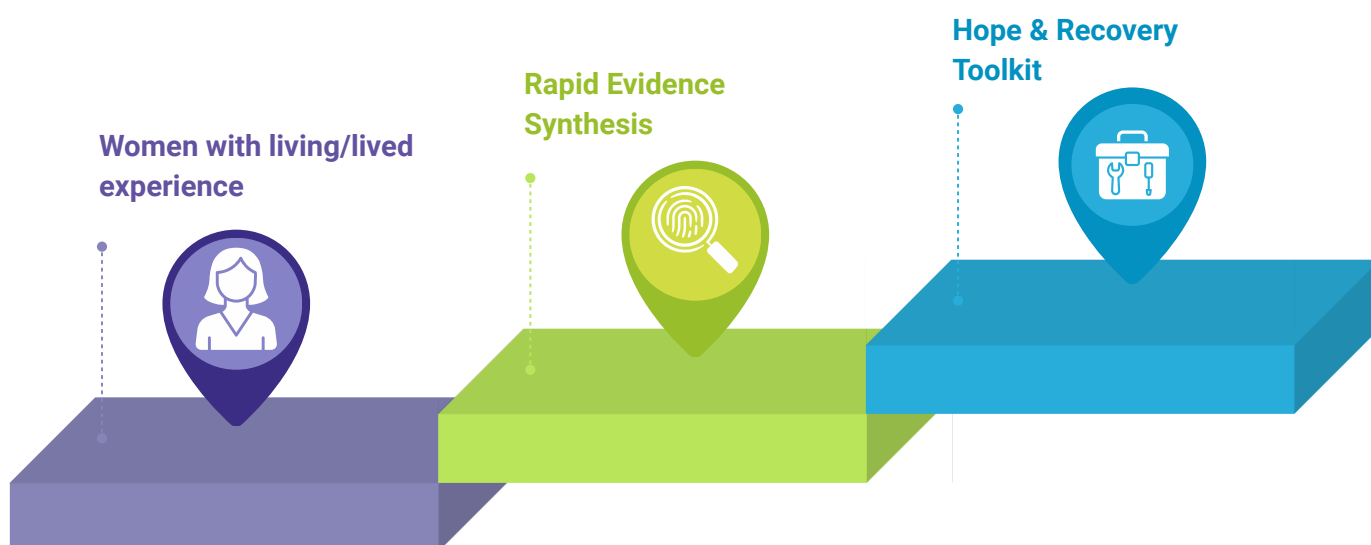 Women with living/lived
experience
Rapid Evidence
Synthesis
Hope & Recovery
Toolkit